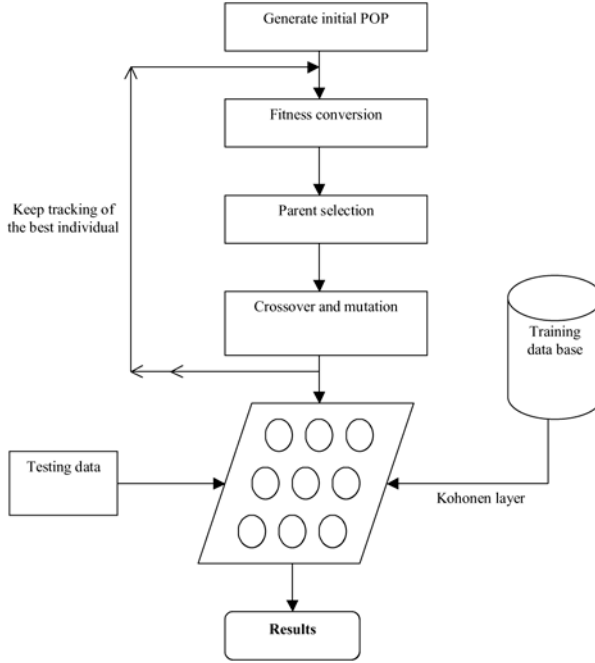 Generate initial POP
Fitness conversion
Keep tracking of
the best individual
Parent selection
Crossover and mutation
Training
data base
Testing data
Kohonen layer
Results